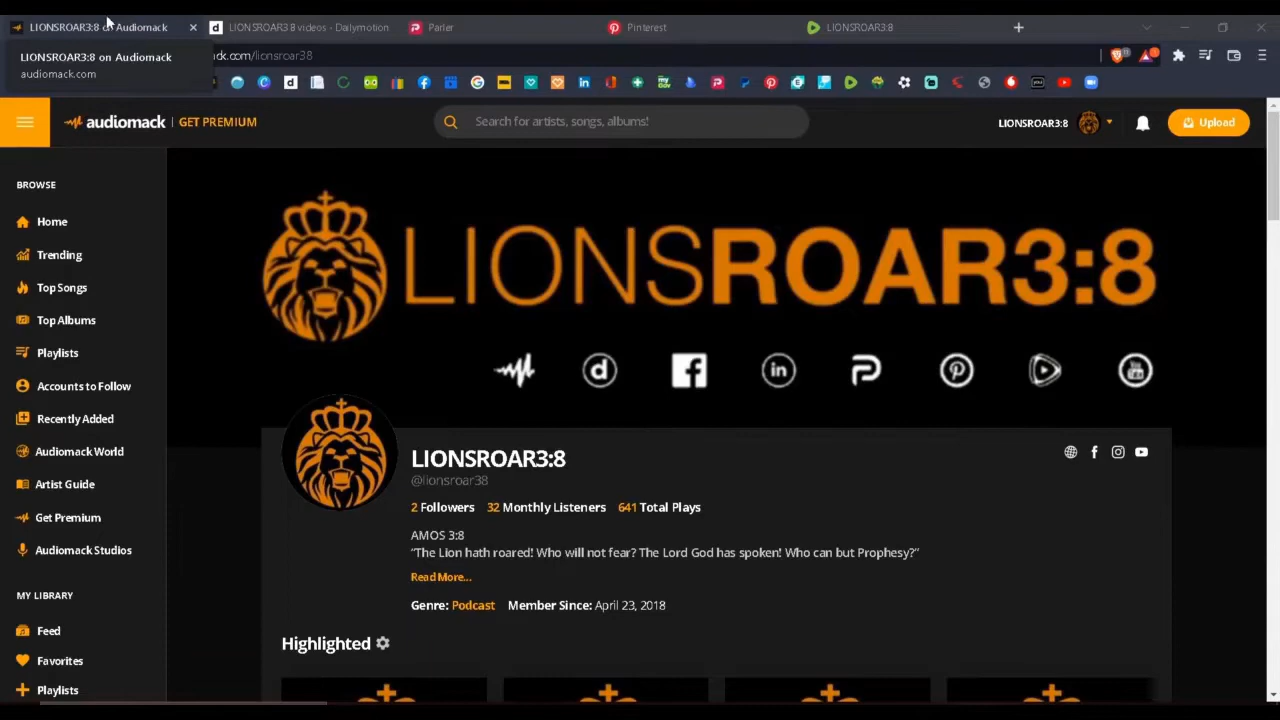 LIONSROAR3:8 on Audiomack
LIONSROAR3:8 videos - Dailymotion
Parler
Pinterest
LIONSROAR3:8
LIONSROAR3:8 on Audiomack
audiomack.com
ck.com/lionsroar38
audiomack
GET PREMIUM
Search for artists, songs, albums!
LIONSROAR3:8
Upload
BROWSE
Home
Trending
Top Songs
Top Albums
Playlists
Accounts to Follow
Recently Added
Audiomack World
Artist Guide
Get Premium
Audiomack Studios
MY LIBRARY
Feed
Favorites
Playlists
LIONSROAR3:8
LIONSROAR3:8
@lionsroar38
2 Followers 32 Monthly Listeners 641 Total Plays
AMOS 3:8
“The Lion hath roared! Who will not fear? The Lord God has spoken! Who can but Prophesy?”
Read More...
Genre: Podcast Member Since: April 23, 2018
Highlighted